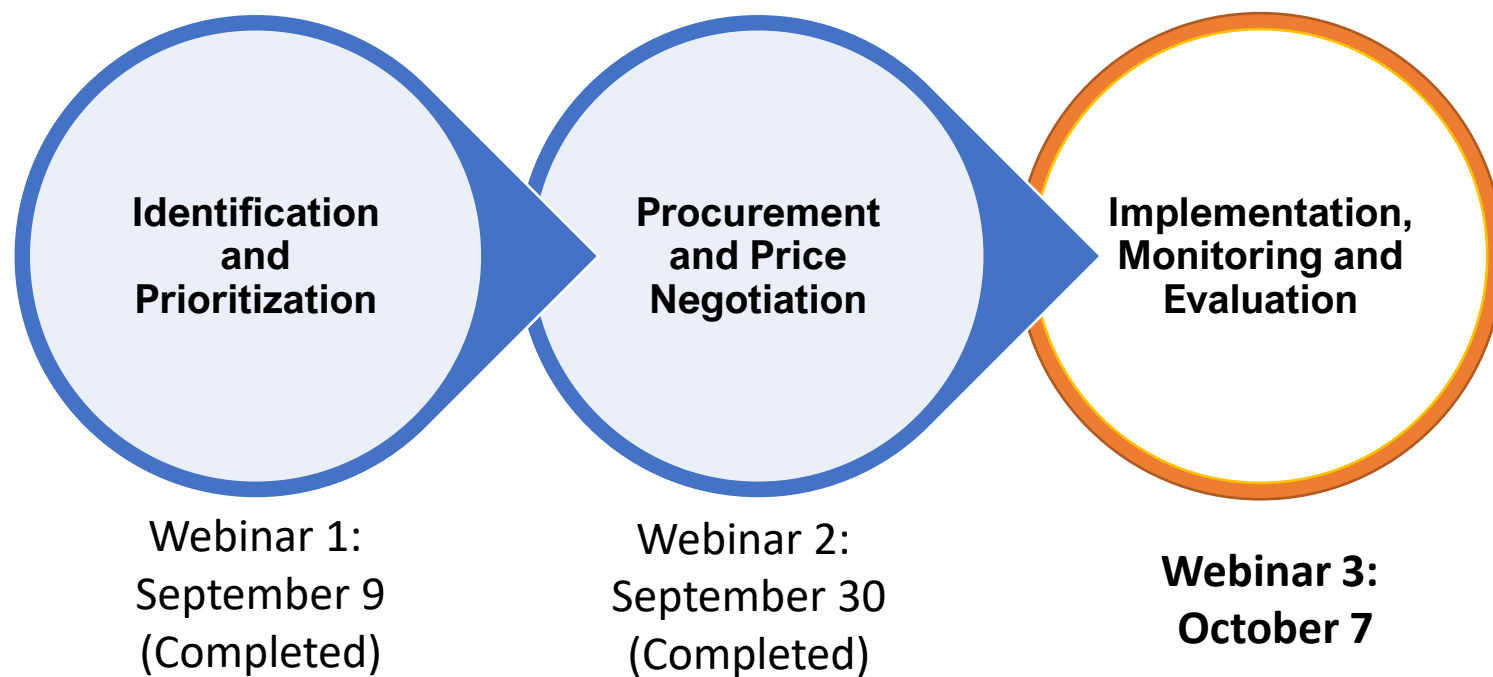 Identification
and
Prioritization
Procurement
and Price
Negotiation
Implementation,
Monitoring and
Evaluation
Webinar 1:
September 9
(Completed)
Webinar 2:
September 30
(Completed)
Webinar 3:
October 7